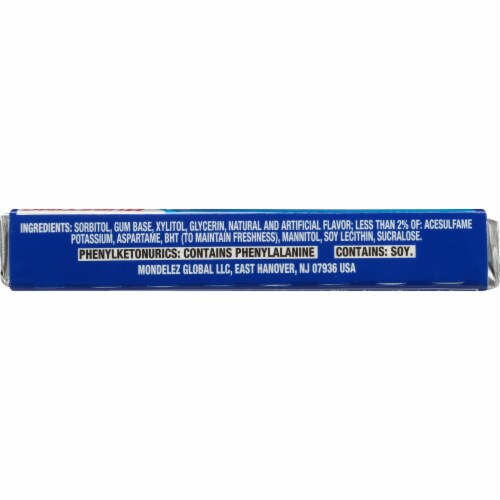 INGREDIENTS: SORBITOL, GUM BASE, XYLITOL, GLYCERIN, NATURAL AND ARTIFICIAL FLAVOR; LESS THAN 2% OF: ACESULFAME
POTASSIUM, ASPARTAME, BHT (TO MAINTAIN FRESHNESS), MANNITOL, SOY LECITHIN, SUCRALOSE.
PHENYLKETONURICS: CONTAINS PHENYLALANINE CONTAINS: SOY.
MONDELEZ GLOBAL LLC, EAST HANOVER, NJ 07936 USA